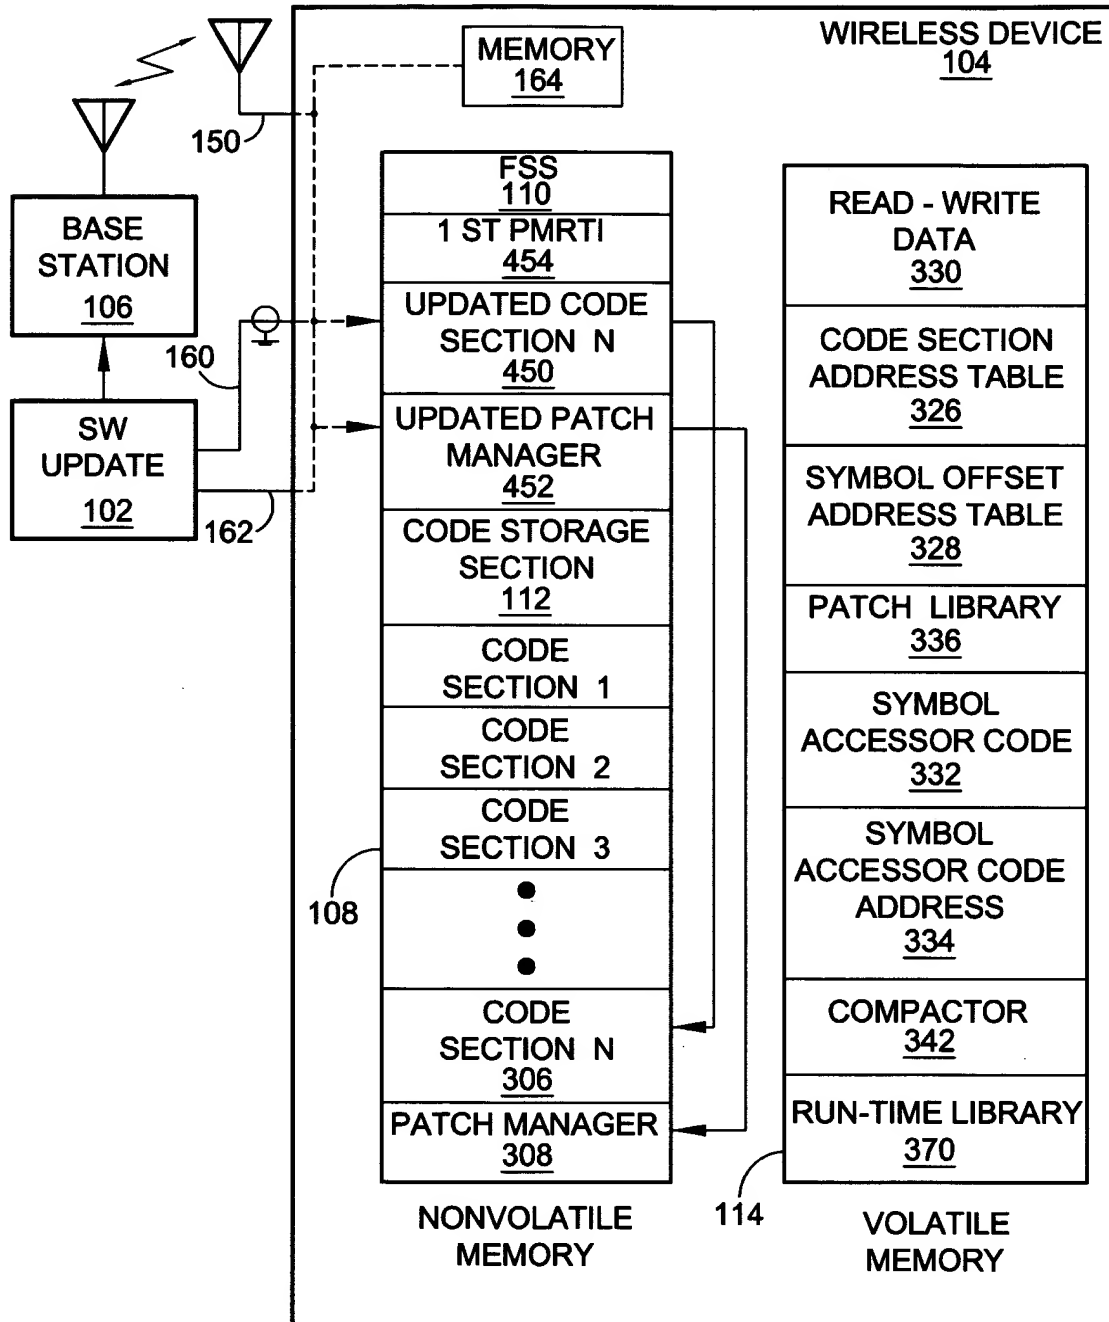 WIRELESS DEVICE
104
MEMORY
164
150
BASE
STATION
106
160
SW
UPDATE
102
162
FSS
110
1 ST PMRTI
454
UPDATED CODE
SECTION N
450
UPDATED PATCH
MANAGER
452
CODE STORAGE
SECTION
112
CODE
SECTION 1
CODE
SECTION 2
CODE
SECTION 3
108
CODE
SECTION N
306
PATCH MANAGER
308
NONVOLATILE
MEMORY
READ - WRITE
DATA
330
CODE SECTION
ADDRESS TABLE
326
SYMBOL OFFSET
ADDRESS TABLE
328
PATCH LIBRARY
336
SYMBOL
ACCESSOR CODE
332
SYMBOL
ACCESSOR CODE
ADDRESS
334
COMPACTOR
342
RUN-TIME LIBRARY
370
114
VOLATILE
MEMORY